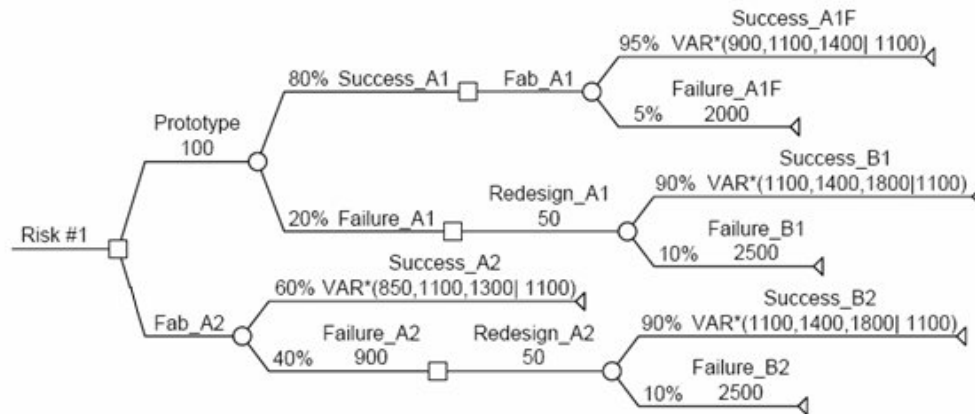 Success_A1F
95% VAR*(900,1100,1400| 1100)
80% Success_A1
Fab_A1
Failure_A1F
5% 2000
Prototype
100
Success_B1
90% VAR*(1100,1400,1800|1100)
Redesign_A1
20% Failure_A1
50
Failure_B1
10% 2500
Risk #1
Success_A2
60% VAR*(850,1100,1300| 1100)
Success_B2
90% VAR*(1100,1400,1800| 1100)
Fab_A2
Failure_A2
Redesign_A2
40% 900
50
Failure_B2
10% 2500